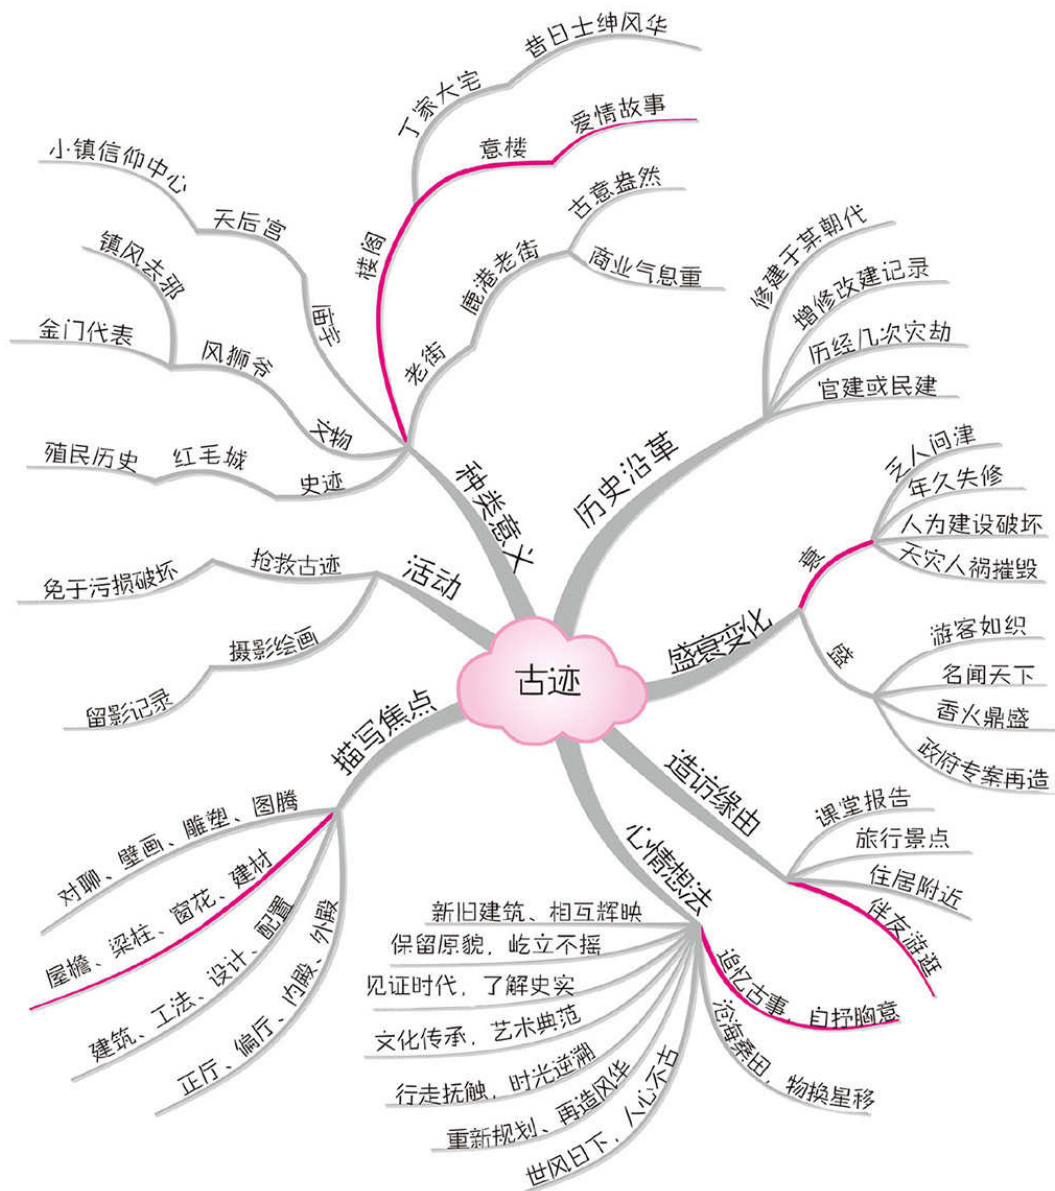 古迹
种类意义
楼阁
丁家大宅
昔日士绅风华
意楼
爱情故事
老街
鹿港老街
古意盎然
商业气息重
庙宇
天后宫
小镇信仰中心
文物
风狮爷
镇风去邪
金门代表
史迹
红毛城
殖民历史
历史沿革
修建于某朝代
增修改建记录
历经几次灾劫
官建或民建
盛衰变化
衰
乏人问津
年久失修
人为建设破坏
天灾人祸摧毁
盛
游客如织
名闻天下
香火鼎盛
政府专案再造
造访缘由
课堂报告
旅行景点
住居附近
伴友游逛
心情想法
新旧建筑、相互辉映
保留原貌，屹立不摇
见证时代，了解史实
文化传承，艺术典范
行走抚触，时光逆溯
重新规划、再造风华
世风日下，人心不古
沧海桑田，物换星移
追忆古事，自抒胸意
描写焦点
对聊、壁画、雕塑、图腾
屋檐、梁柱、窗花、建材
建筑、工法、设计、配置
正厅、偏厅、内殿、外殿
活动
抢救古迹
免于污损破坏
摄影绘画
留影记录